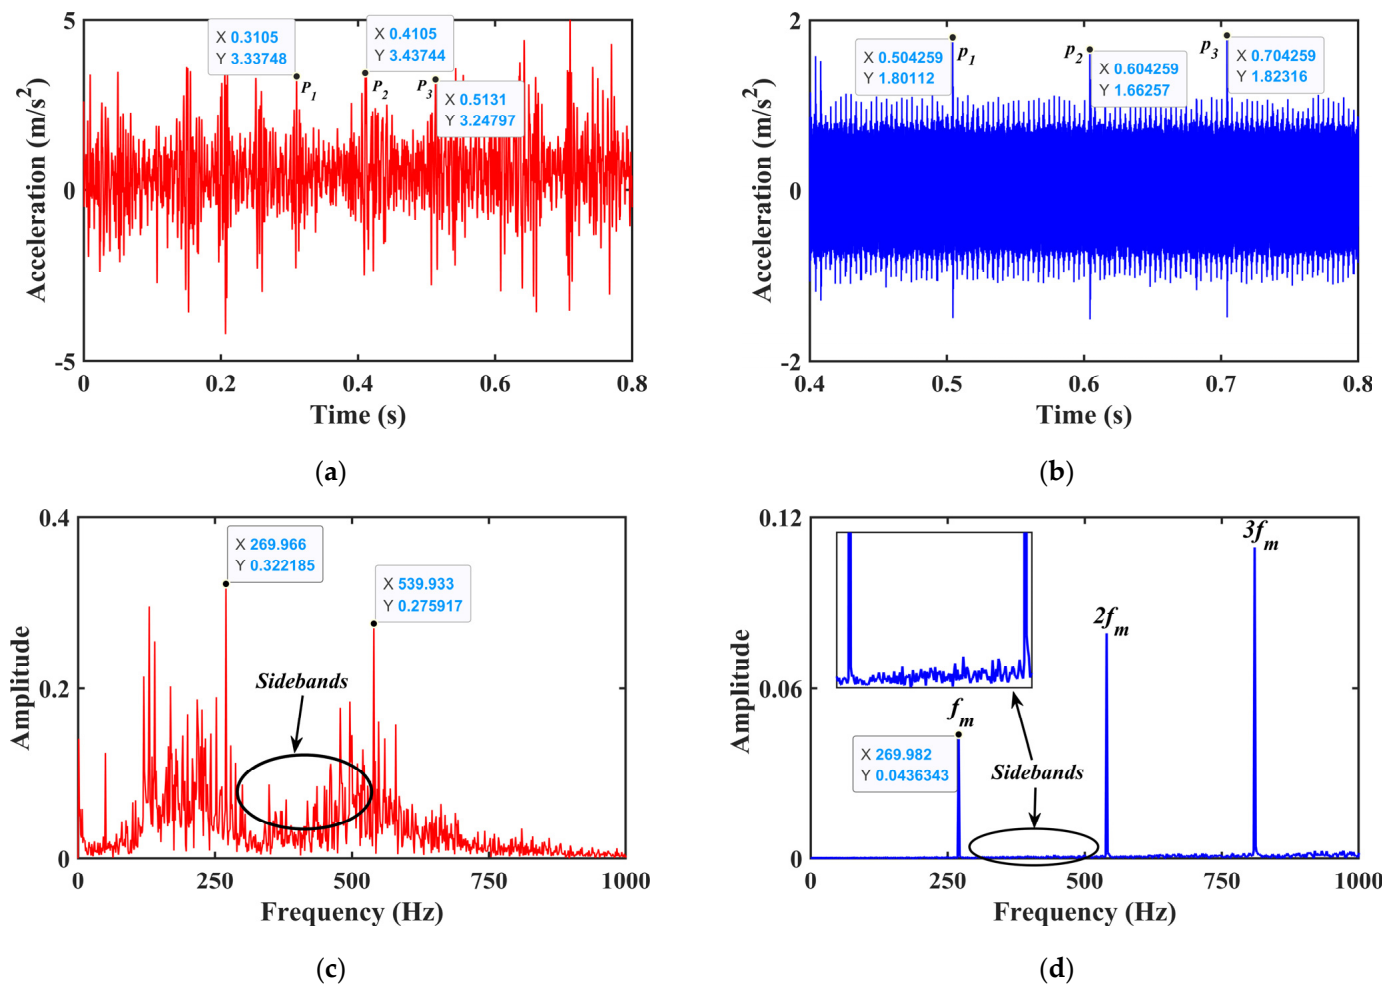 5
X 0.3105
Y 3.33748
X 0.4105
Y 3.43744
P1
P2
P3
X 0.5131
Y 3.24797
0
-5
0
0.2
0.4
0.6
0.8
Acceleration (m/s²)
Time (s)
(a)
2
X 0.504259
Y 1.80112
p1
p2
X 0.604259
Y 1.66257
p3
X 0.704259
Y 1.82316
0
-2
0.4
0.5
0.6
0.7
0.8
Acceleration (m/s²)
Time (s)
(b)
0.4
X 269.966
Y 0.322185
X 539.933
Y 0.275917
Sidebands
0.2
0
0
250
500
750
1000
Amplitude
Frequency (Hz)
(c)
0.12
3fm
2fm
fm
X 269.982
Y 0.0436343
Sidebands
0.06
0
0
250
500
750
1000
Amplitude
Frequency (Hz)
(d)